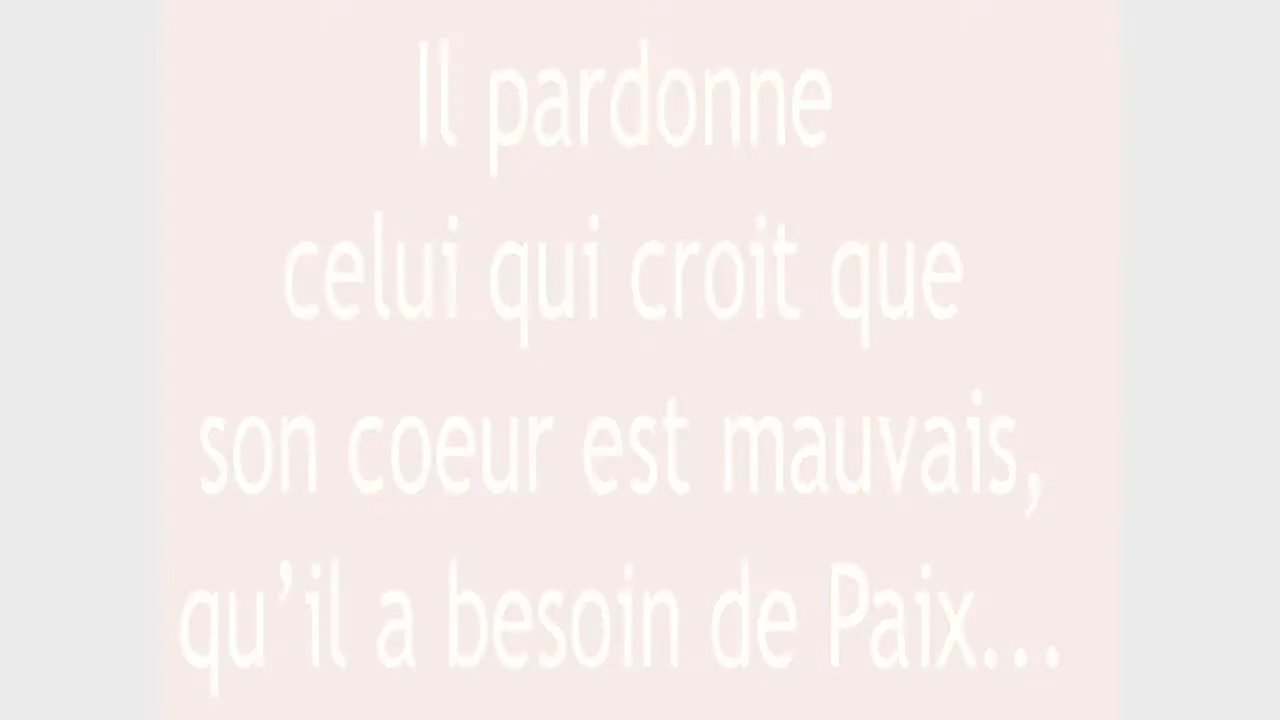 Il pardonne
celui qui croit que
son coeur est mauvais,
qu’il a besoin de Paix...